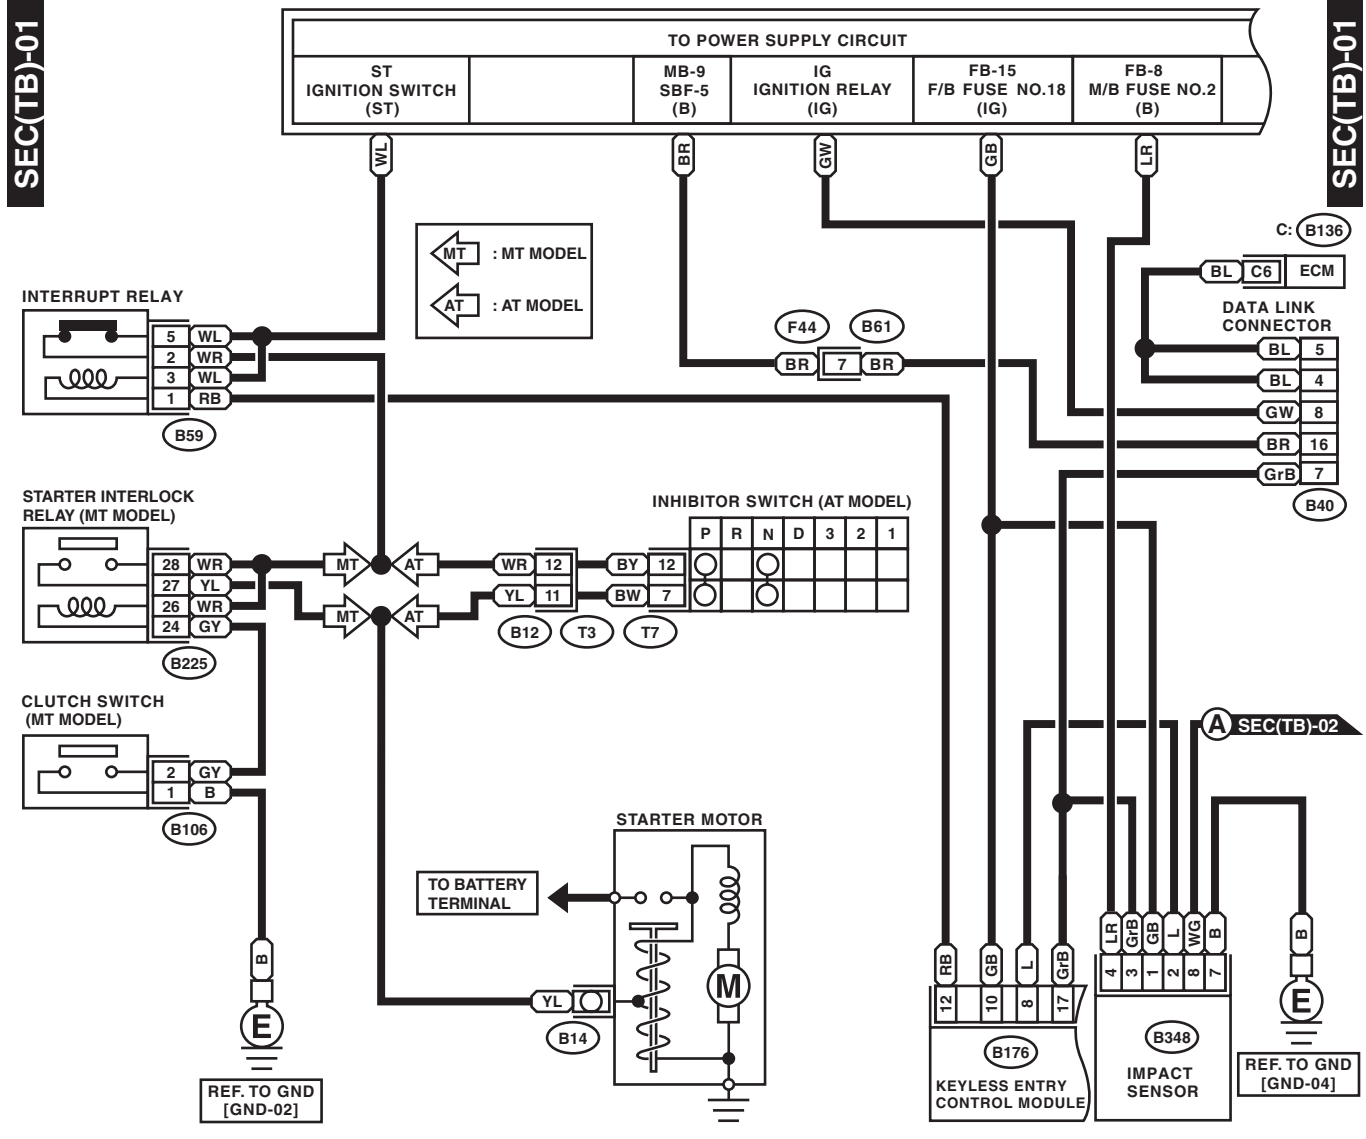 SEC(TB)-01
SEC(TB)-01
TO POWER SUPPLY CIRCUIT
ST
IGNITION SWITCH
(ST)
MB-9
SBF-5
(B)
IG
IGNITION RELAY
(IG)
FB-15
F/B FUSE NO.18
(IG)
FB-8
M/B FUSE NO.2
(B)
WL
BR
GW
GB
LR
MT : MT MODEL
AT : AT MODEL
C: B136
BL C6 ECM
DATA LINK
CONNECTOR
BL 5
BL 4
GW 8
BR 16
GrB 7
B40
F44 B61
BR 7 BR
INTERRUPT RELAY
5 WL
2 WR
3 WL
1 RB
B59
STARTER INTERLOCK
RELAY (MT MODEL)
28 WR
27 YL
26 WR
24 GY
B225
MT AT
MT AT
INHIBITOR SWITCH (AT MODEL)
P R N D 3 2 1
WR 12 BY 12
YL 11 BW 7
B12 T3 T7
CLUTCH SWITCH
(MT MODEL)
2 GY
1 B
B106
A SEC(TB)-02
STARTER MOTOR
TO BATTERY
TERMINAL
M
YL
B14
B
E
REF. TO GND
[GND-02]
RB GB L GrB
12 10 8 17
B176
KEYLESS ENTRY
CONTROL MODULE
LR GrB GB L WG B
4 3 1 2 8 7
B348
IMPACT
SENSOR
B
E
REF. TO GND
[GND-04]